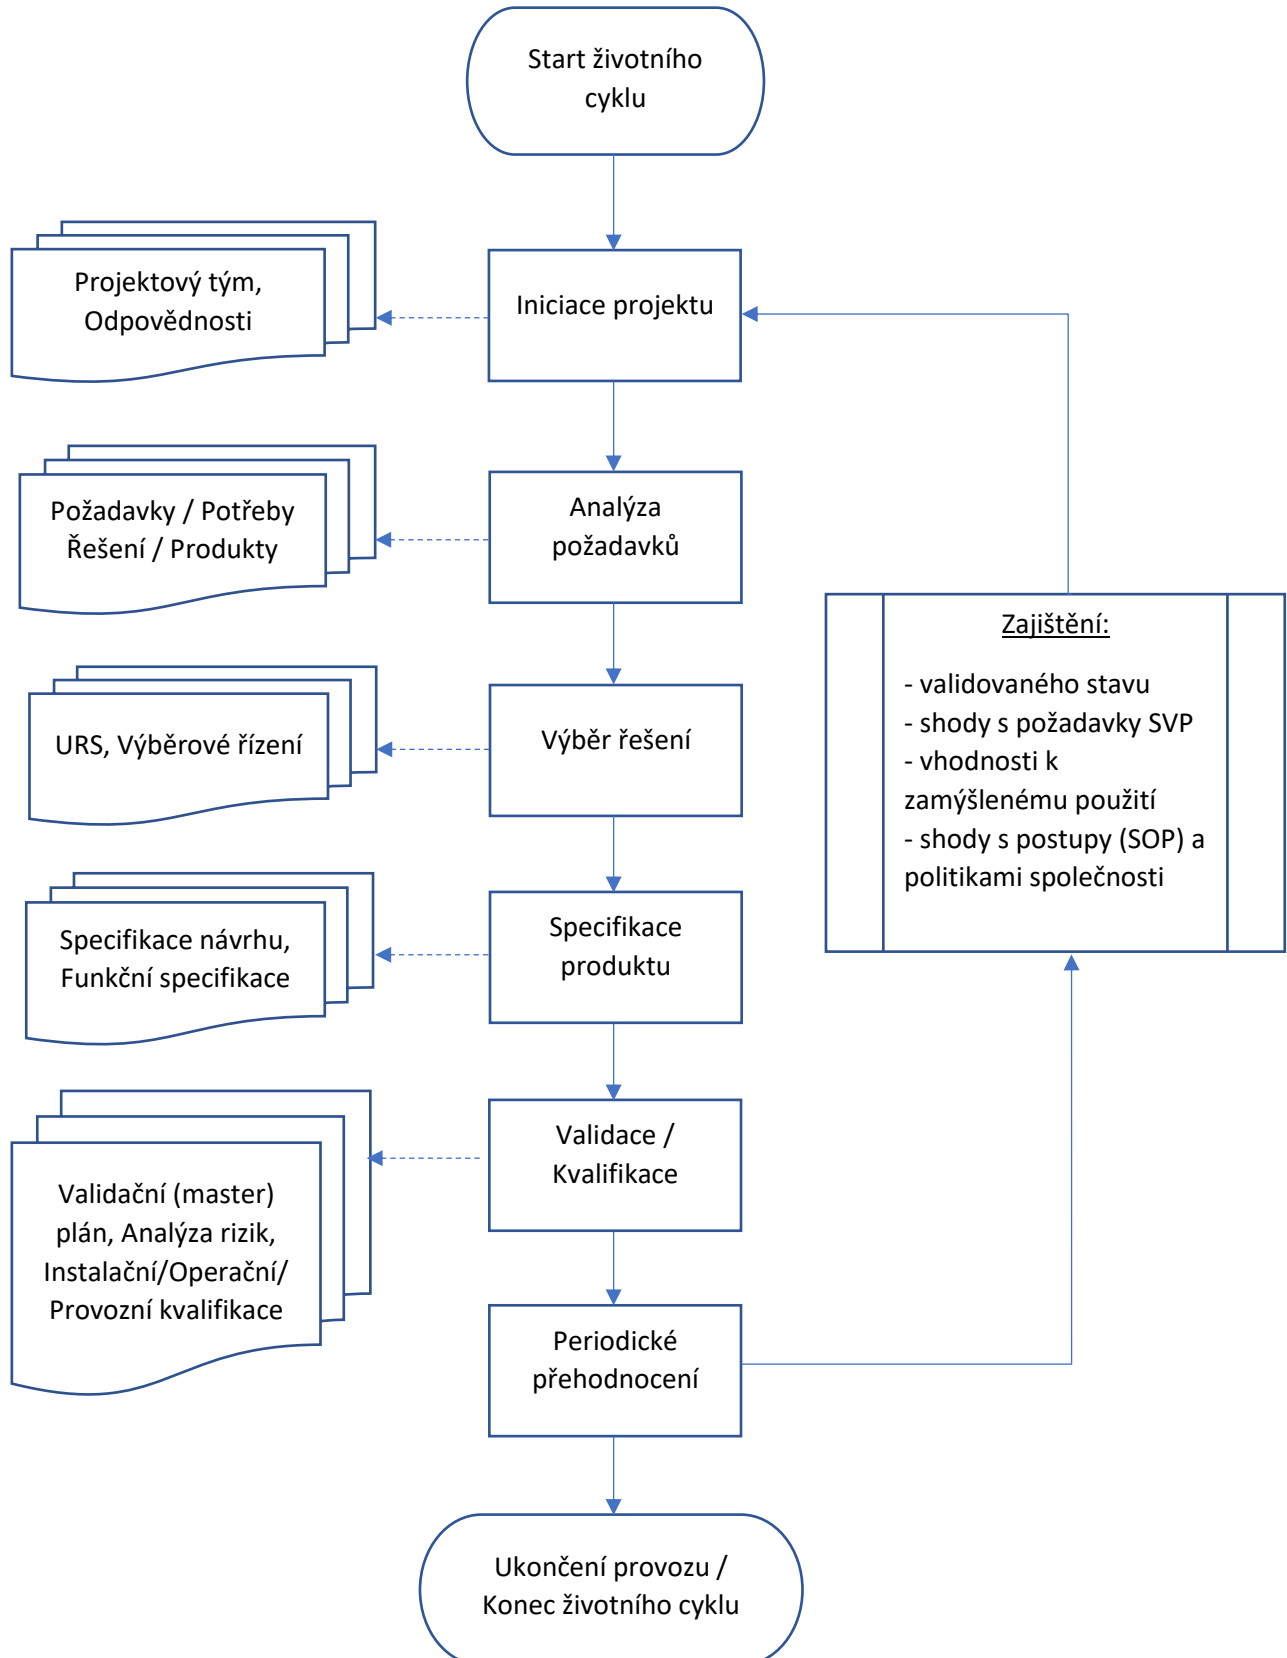 Start životního
cyklu
Projektový tým,
Odpovědnosti
Iniciace projektu
Požadavky / Potřeby
Řešení / Produkty
Analýza
požadavků
Zajištění:
- validovaného stavu
- shody s požadavky SVP
- vhodnosti k
zamýšlenému použití
- shody s postupy (SOP) a
politikami společnosti
URS, Výběrové řízení
Výběr řešení
Specifikace návrhu,
Funkční specifikace
Specifikace
produktu
Validační (master)
plán, Analýza rizik,
Instalační/Operační/
Provozní kvalifikace
Validace /
Kvalifikace
Periodické
přehodnocení
Ukončení provozu /
Konec životního cyklu